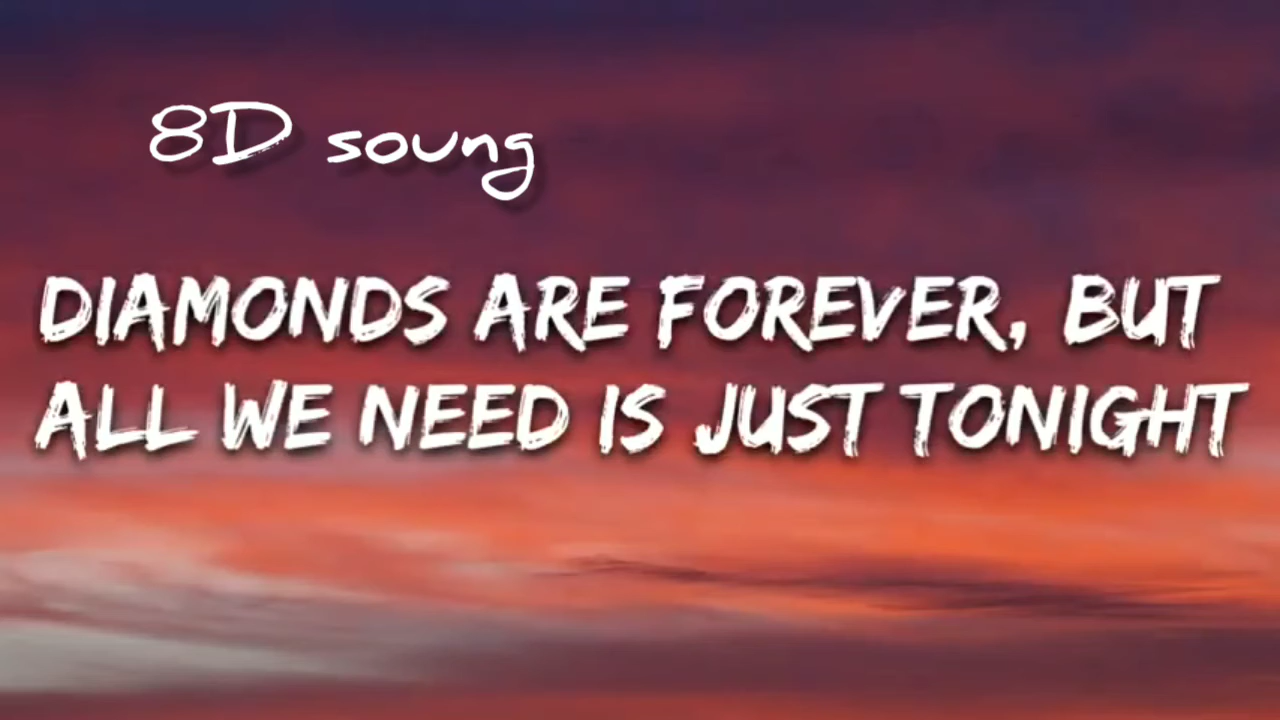 8D soung
DIAMONDS ARE FOREVER, BUT
ALL WE NEED IS JUST TONIGHT